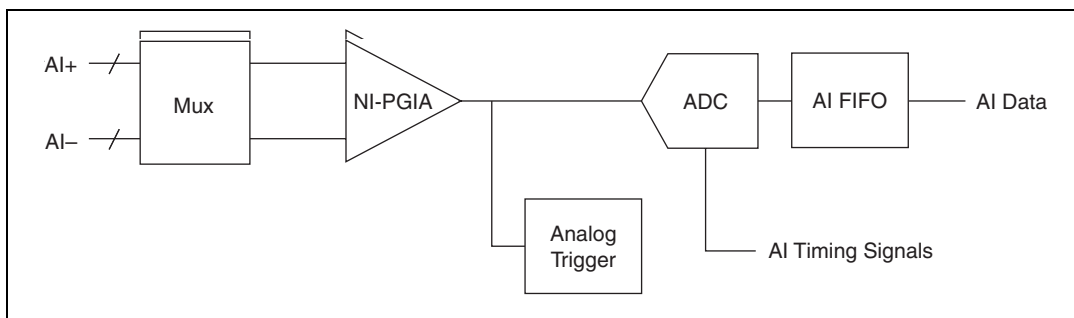 AI+
Mux
AI–
NI-PGIA
ADC
AI FIFO
AI Data
Analog
Trigger
AI Timing Signals